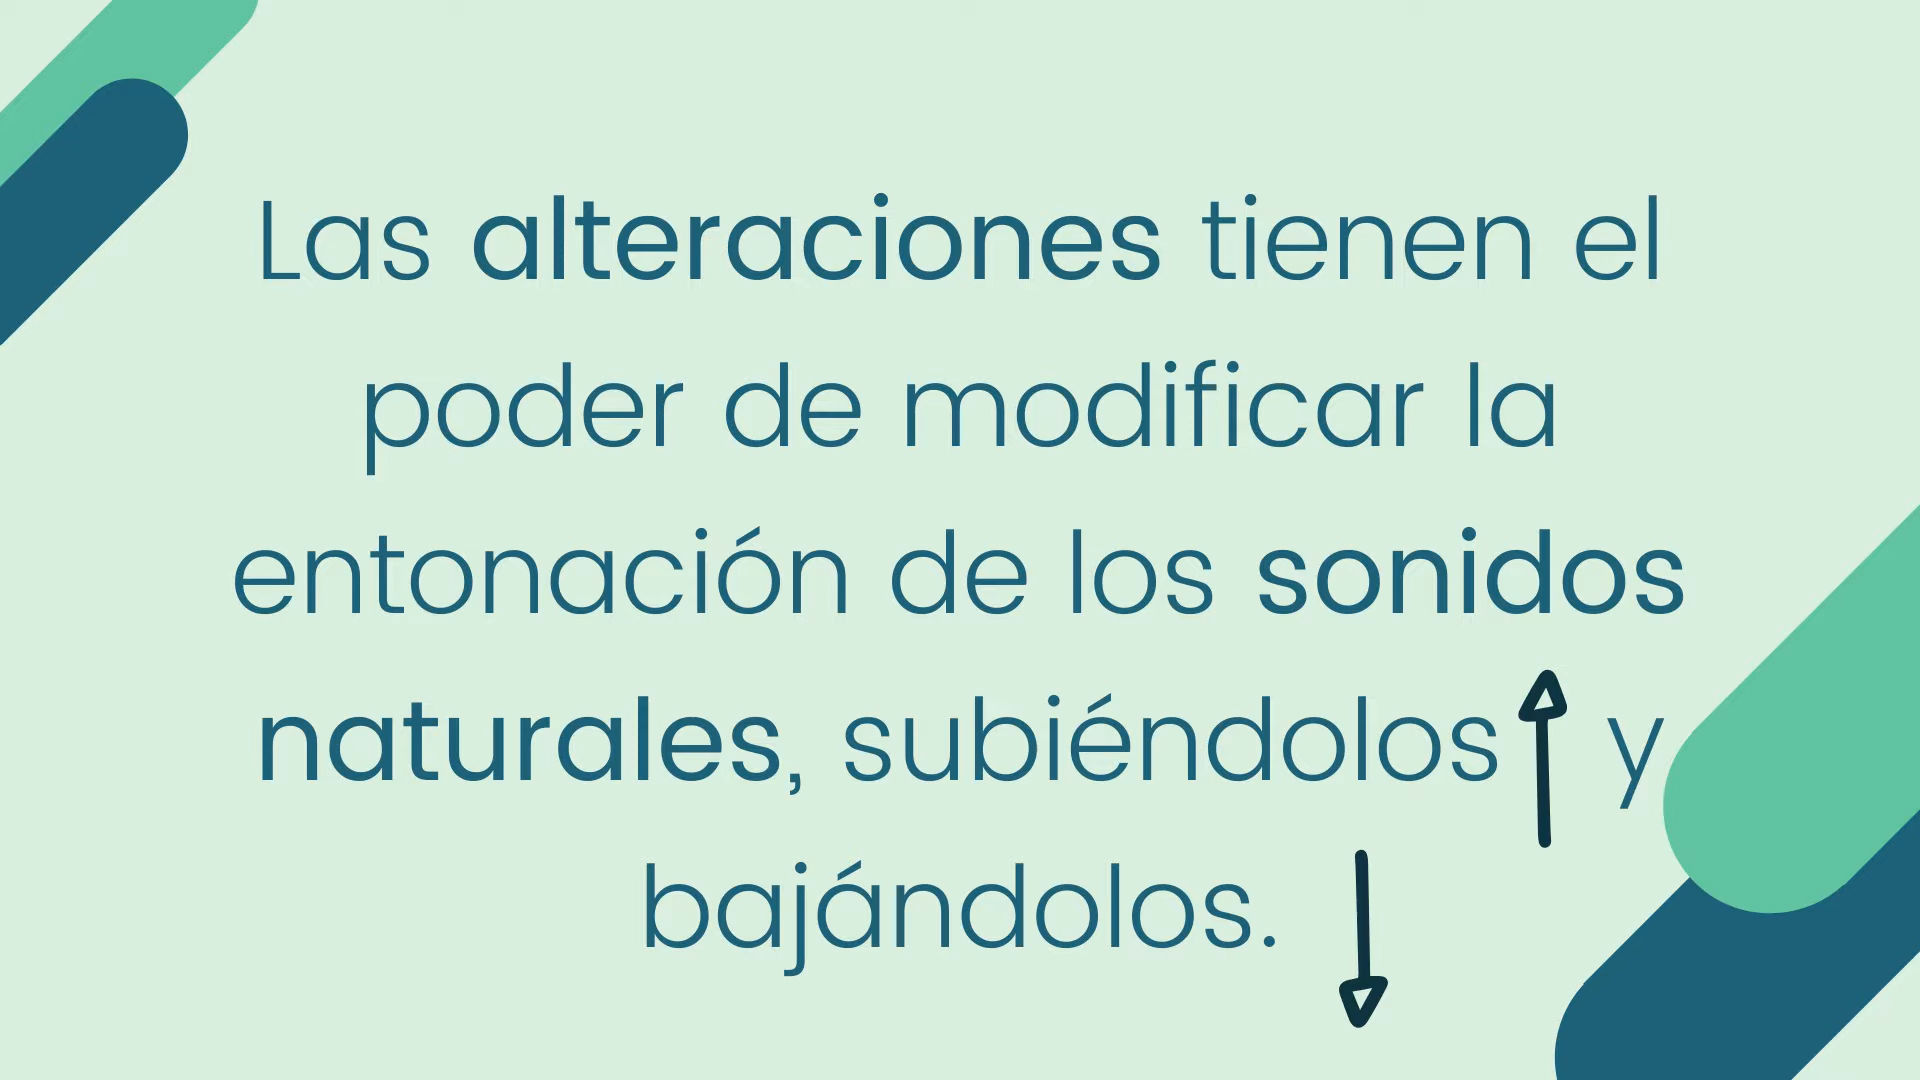 Las alteraciones tienen el
poder de modificar la
entonación de los sonidos
naturales, subiéndolos y
bajándolos.